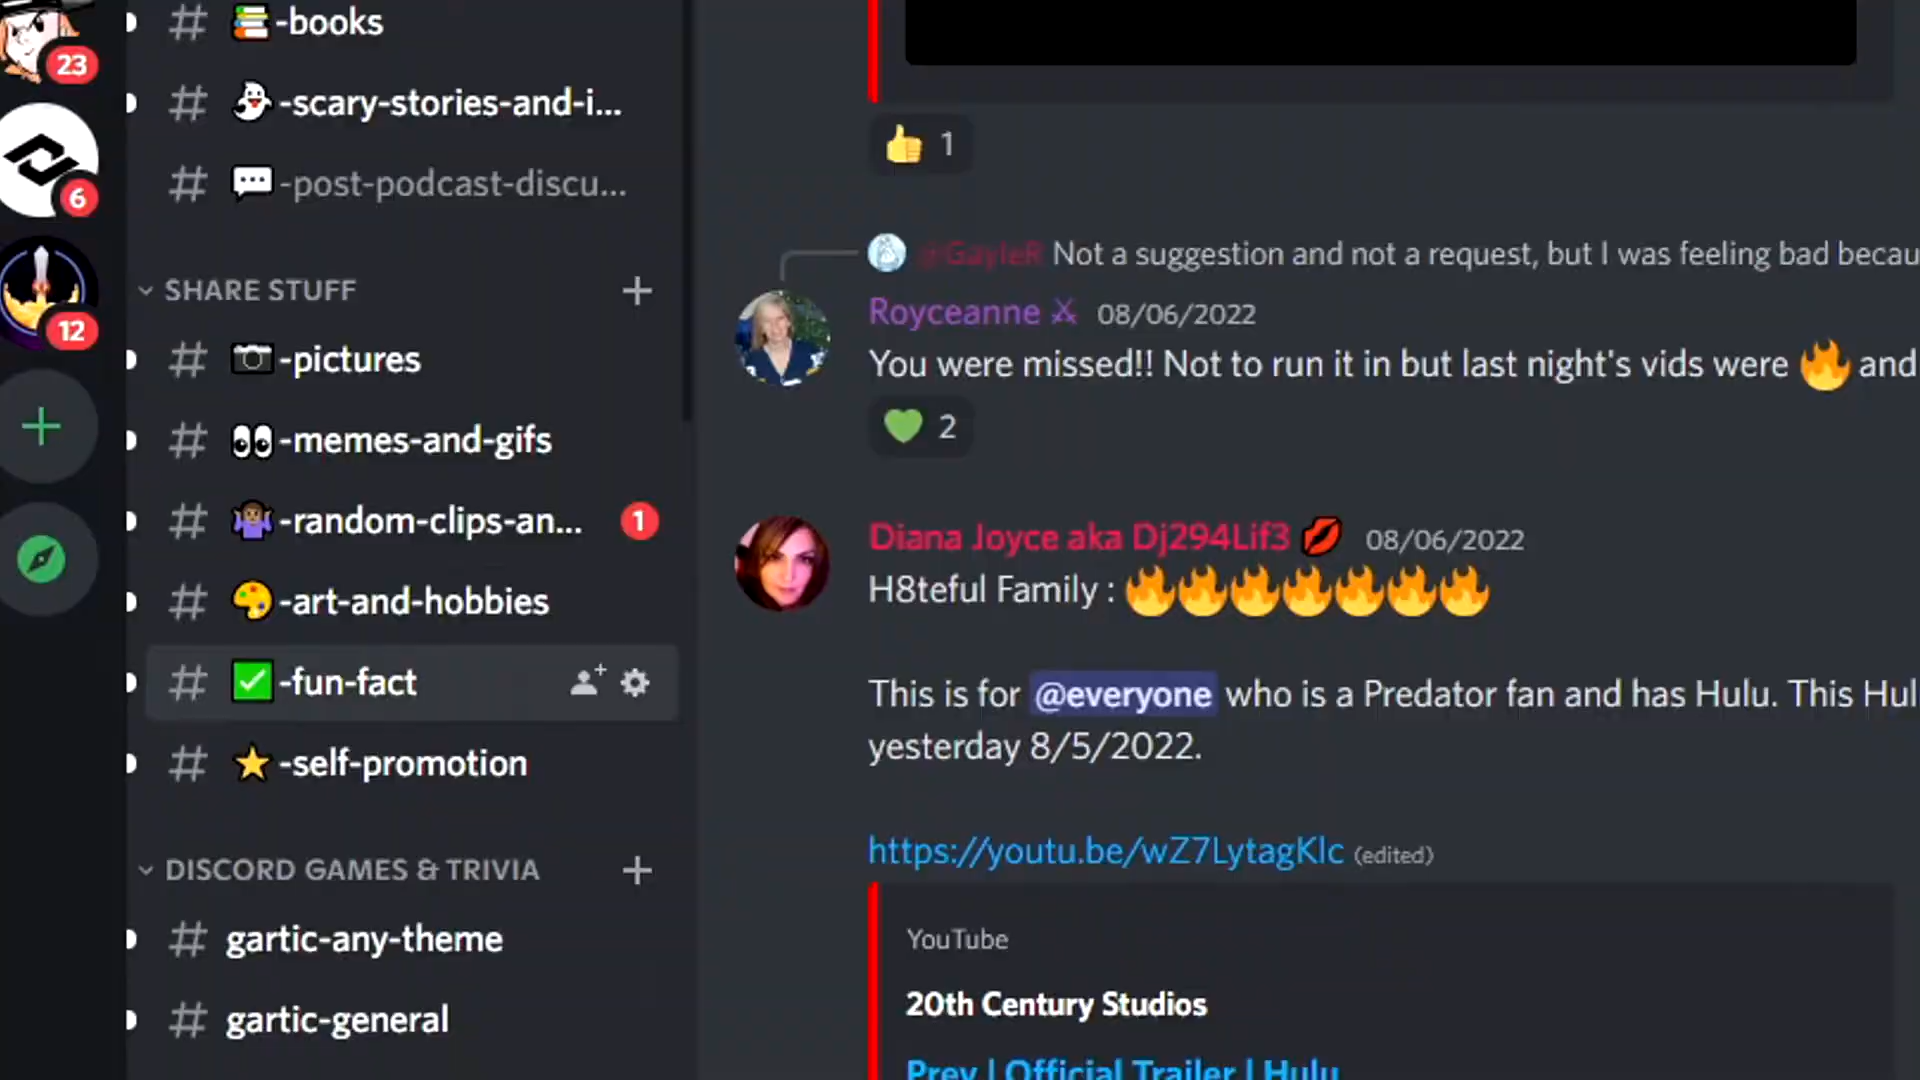 23
-books
-scary-stories-and-i...
6
-post-podcast-discu...
12
SHARE STUFF
-pictures
-memes-and-gifs
-random-clips-an... 1
-art-and-hobbies
-fun-fact
-self-promotion
DISCORD GAMES & TRIVIA
gartic-any-theme
gartic-general
1
@GayleR Not a suggestion and not a request, but I was feeling bad becau
Royceanne 08/06/2022
You were missed!! Not to run it in but last night's vids were 🔥 and
2
Diana Joyce aka Dj294Lif3 08/06/2022
H8teful Family : 🔥🔥🔥🔥🔥🔥🔥
This is for @everyone who is a Predator fan and has Hulu. This Hul
yesterday 8/5/2022.
https://youtu.be/wZ7LytagKlc (edited)
YouTube
20th Century Studios
Prey | Official Trailer | Hulu